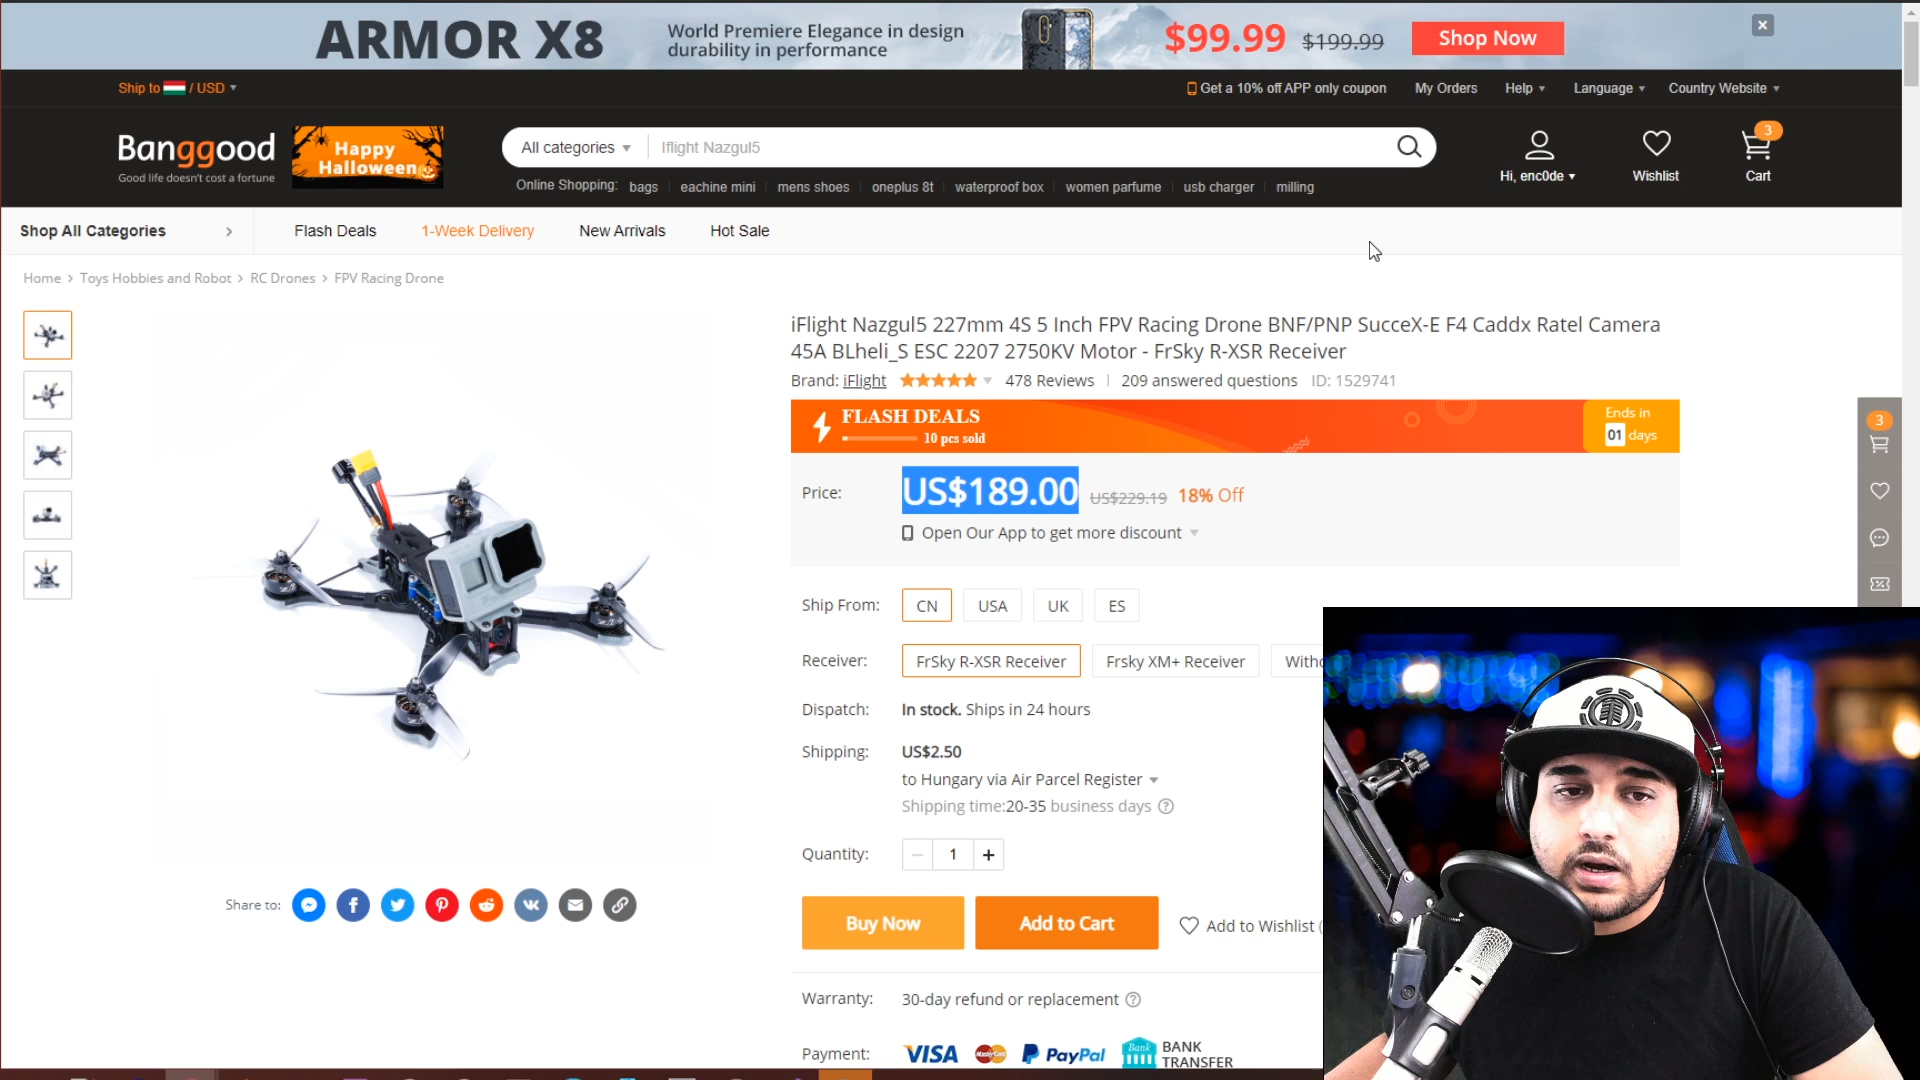 ARMOR X8
World Premiere Elegance in design
durability in performance
$99.99 $199.99
Shop Now
Ship to / USD
Get a 10% off APP only coupon
My Orders
Help
Language
Country Website
Banggood
Good life doesn't cost a fortune
Happy
Halloween
All categories
Iflight Nazgul5
Online Shopping: bags eachine mini mens shoes oneplus 8t waterproof box women parfume usb charger milling
Hi, enc0de
Wishlist
3
Cart
Shop All Categories
Flash Deals
1-Week Delivery
New Arrivals
Hot Sale
Home > Toys Hobbies and Robot > RC Drones > FPV Racing Drone
iFlight Nazgul5 227mm 4S 5 Inch FPV Racing Drone BNF/PNP SucceX-E F4 Caddx Ratel Camera
45A BLheli_S ESC 2207 2750KV Motor - FrSky R-XSR Receiver
Brand: iFlight 478 Reviews 209 answered questions ID: 1529741
FLASH DEALS
10 pcs sold
Ends in
01 days
Price: US$189.00 US$229.19 18% Off
Open Our App to get more discount
Ship From: CN USA UK ES
Receiver: FrSky R-XSR Receiver Frsky XM+ Receiver Witho
Dispatch: In stock. Ships in 24 hours
Shipping: US$2.50
to Hungary via Air Parcel Register
Shipping time:20-35 business days
Quantity: 1
Share to:
Buy Now
Add to Cart
Add to Wishlist (
Warranty: 30-day refund or replacement
Payment: VISA MasterCard PayPal Bank BANK
TRANSFER
3